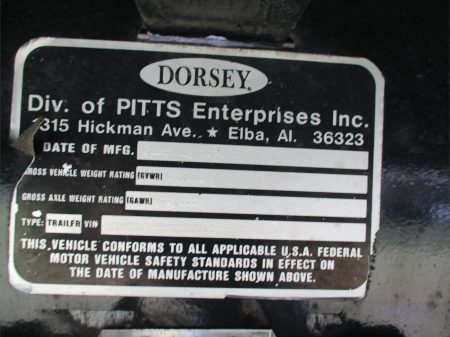 DORSEY®
Div. of PITTS Enterprises Inc.
315 Hickman Ave. ★ Elba, Al. 36323
DATE OF MFG.
GROSS VEHICLE WEIGHT RATING (GVWR)
GROSS AXLE WEIGHT RATING (GAWR)
TYPE: TRAILER VIN
THIS VEHICLE CONFORMS TO ALL APPLICABLE U.S.A. FEDERAL
MOTOR VEHICLE SAFETY STANDARDS IN EFFECT ON
THE DATE OF MANUFACTURE SHOWN ABOVE.